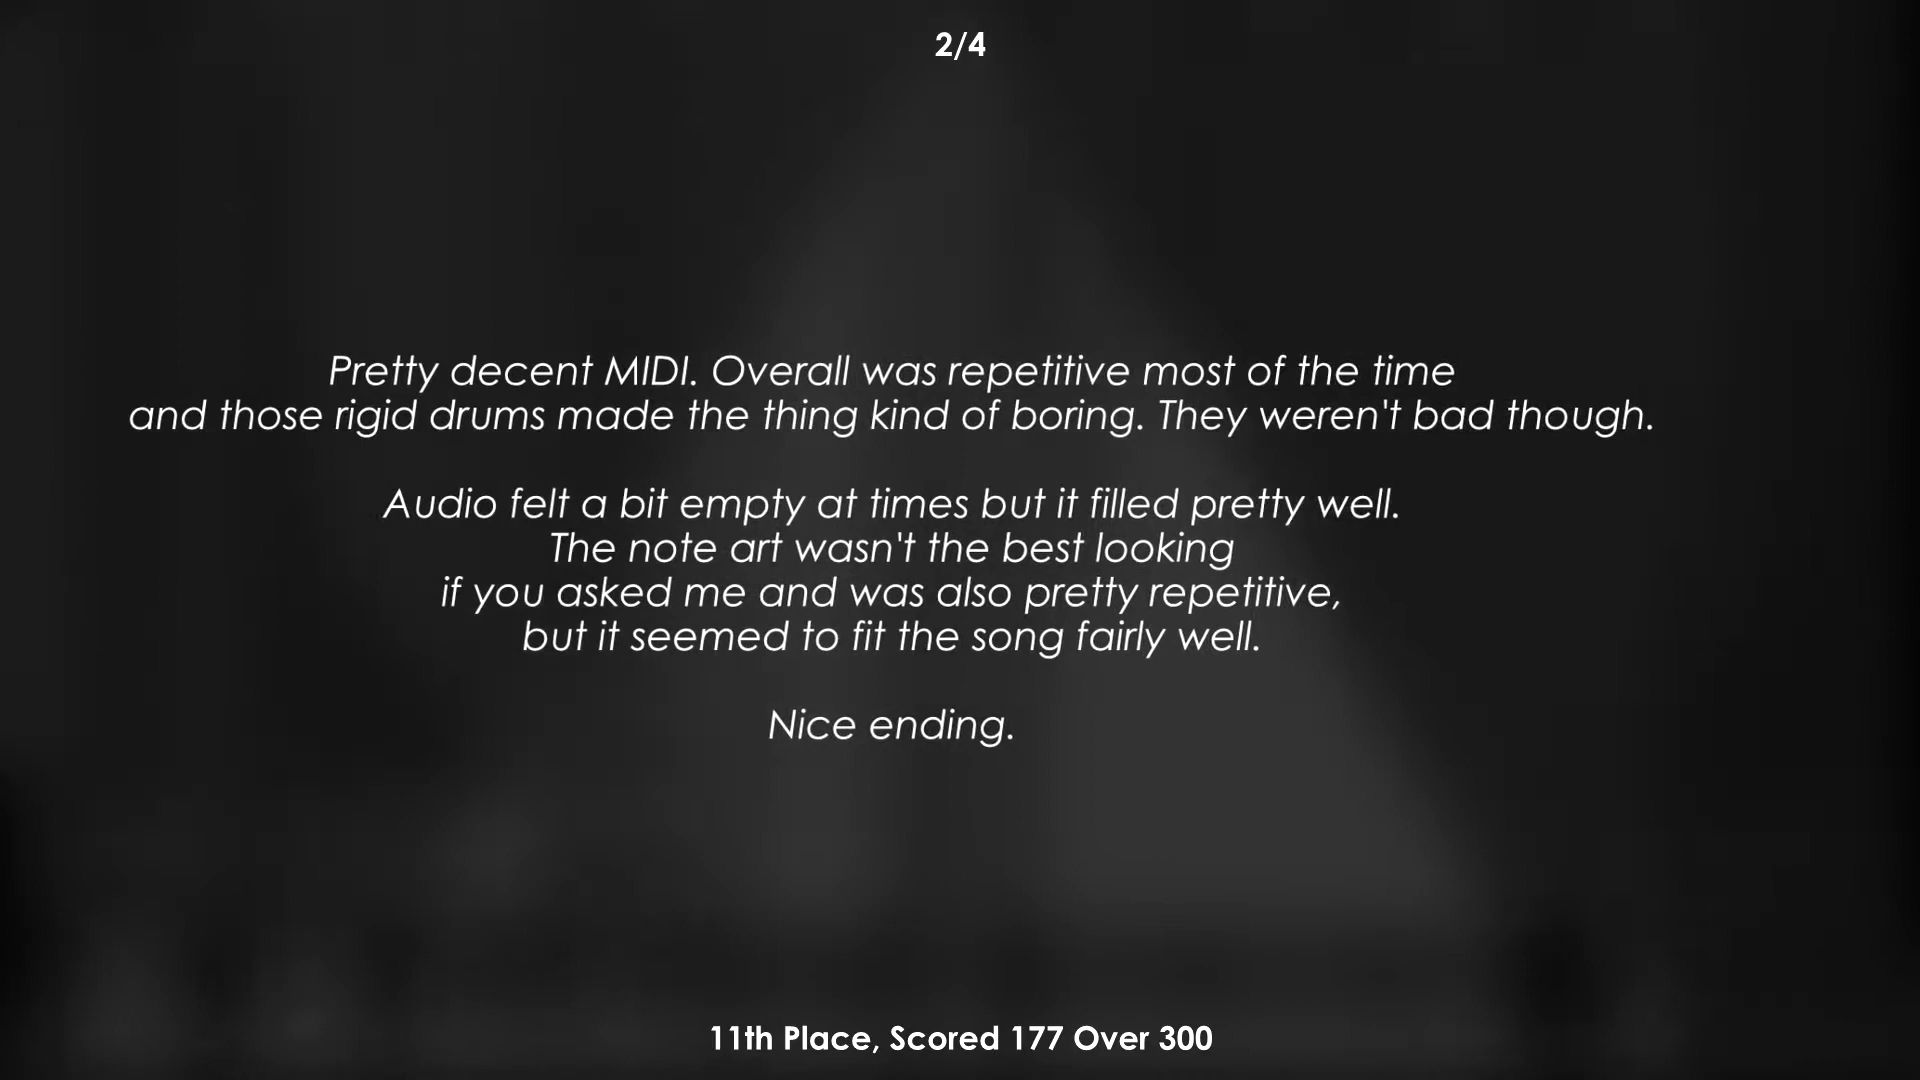 2/4
Pretty decent MIDI. Overall was repetitive most of the time
and those rigid drums made the thing kind of boring. They weren't bad though.
Audio felt a bit empty at times but it filled pretty well.
The note art wasn't the best looking
if you asked me and was also pretty repetitive,
but it seemed to fit the song fairly well.
Nice ending.
11th Place, Scored 177 Over 300